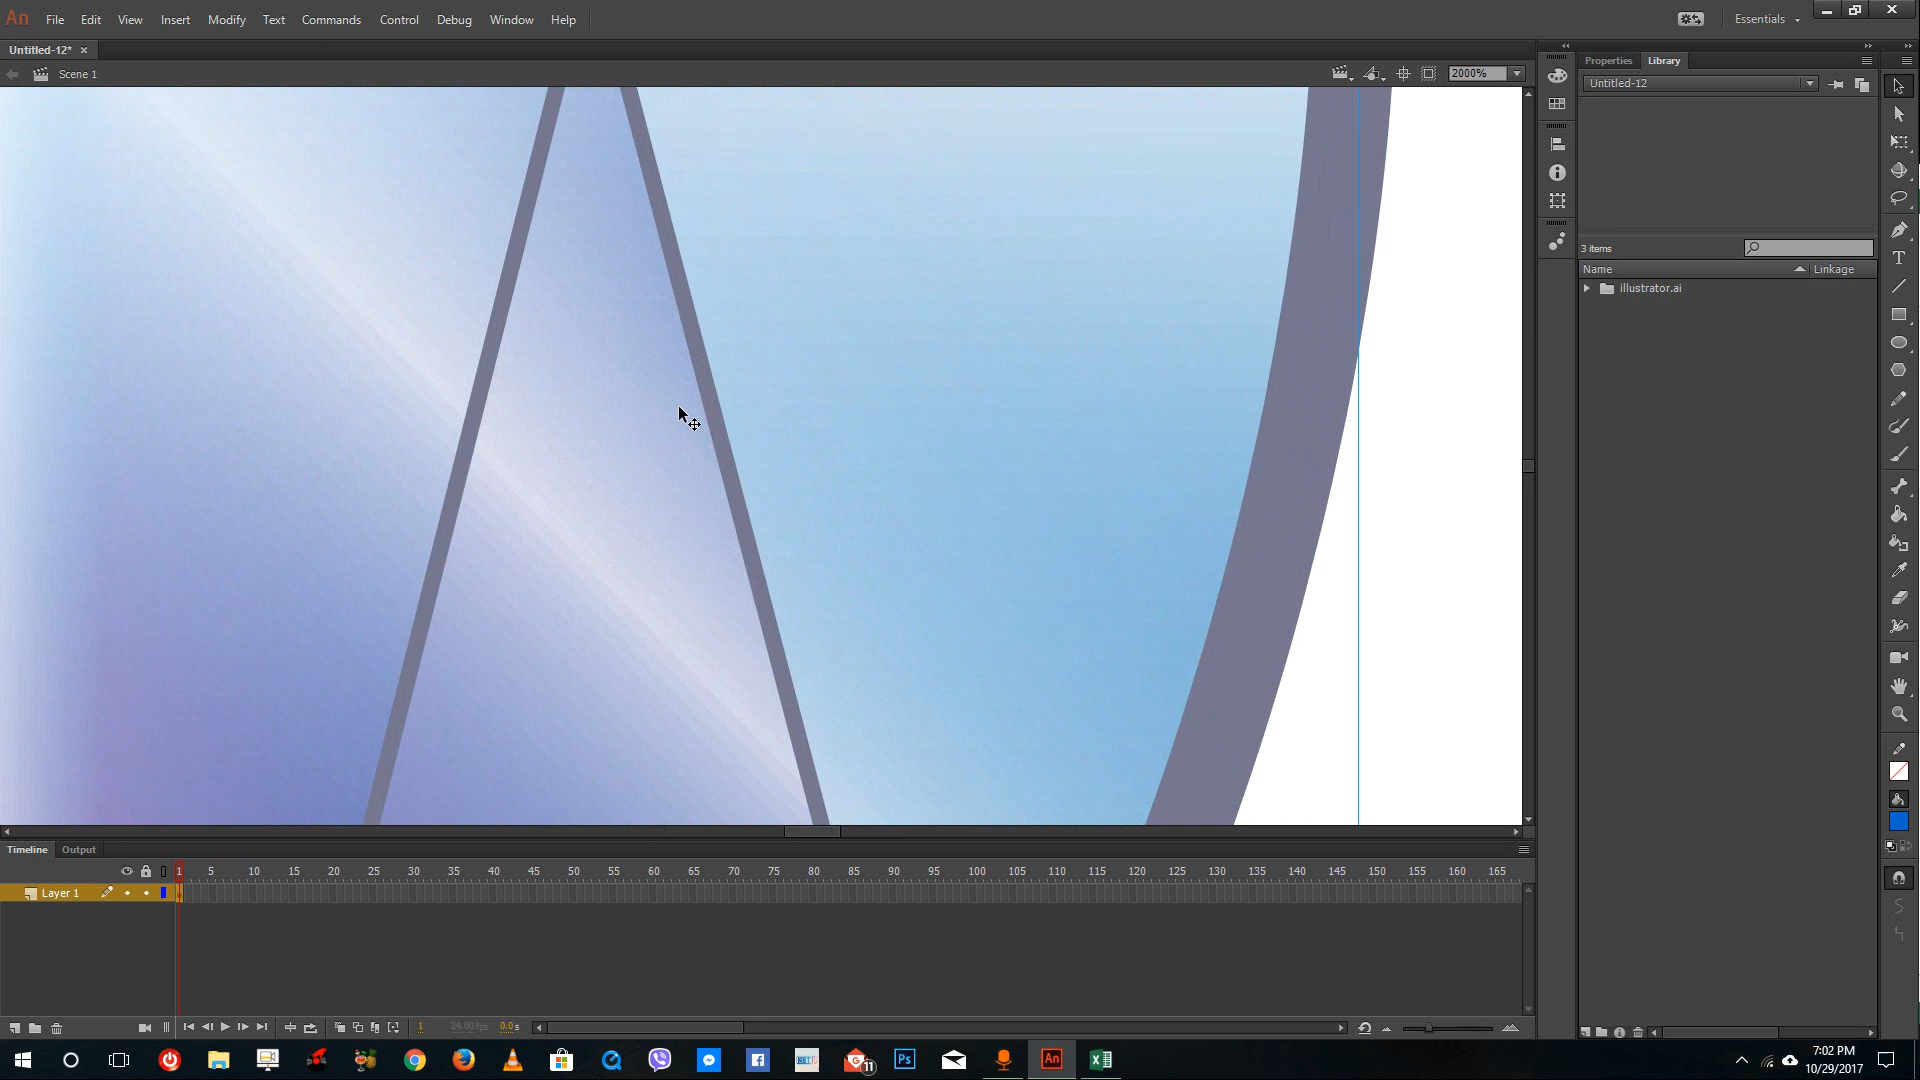 An File Edit View Insert Modify Text Commands Control Debug Window Help Essentials
Untitled-12*
Scene 1 2000%
Properties Library
Untitled-12
3 items
Name Linkage
illustrator.ai
Timeline Output
1 5 10 15 20 25 30 35 40 45 50 55 60 65 70 75 80 85 90 95 100 105 110 115 120 125 130 135 140 145 150 155 160 165
Layer 1
1 24.00 fps 0.0 s
11 Ps An
7:02 PM
10/29/2017